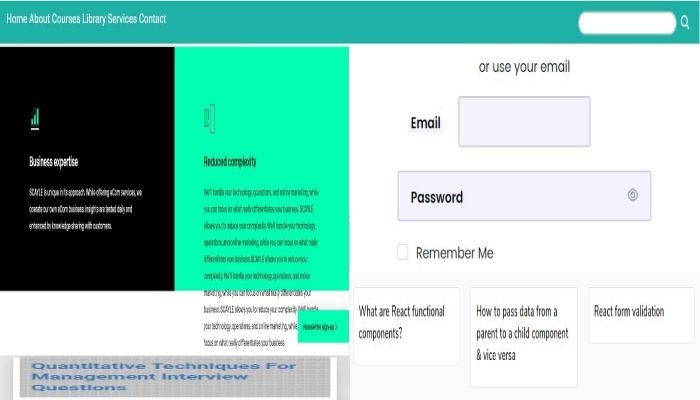 Home About Courses Library Services Contact
or use your email
Email
Password
Remember Me
Business expertise
SCAYLE is unique in its approach. While offering eCom services, we
operate our own eCom business. Insights are tested daily and
enhanced by knowledge sharing with customers.
Reduced complexity
We'll handle your technology, operations, and online marketing, while
you can focus on what really differentiates your business. SCAYLE
allows you to reduce your complexity. We'll handle your technology,
operations, and online marketing, while you can focus on what really
differentiates your business. SCAYLE allows you to reduce your
complexity. We'll handle your technology, operations, and online
marketing, while you can focus on what really differentiates your
business. SCAYLE allows you to reduce your complexity. We'll handle
your technology, operations, and online marketing, while
focus on what really differentiates your business.
Newsletter sign-up
What are React functional
components?
How to pass data from a
parent to a child component
& vice versa
React form validation
Quantitative Techniques For
Management Interview
Questions